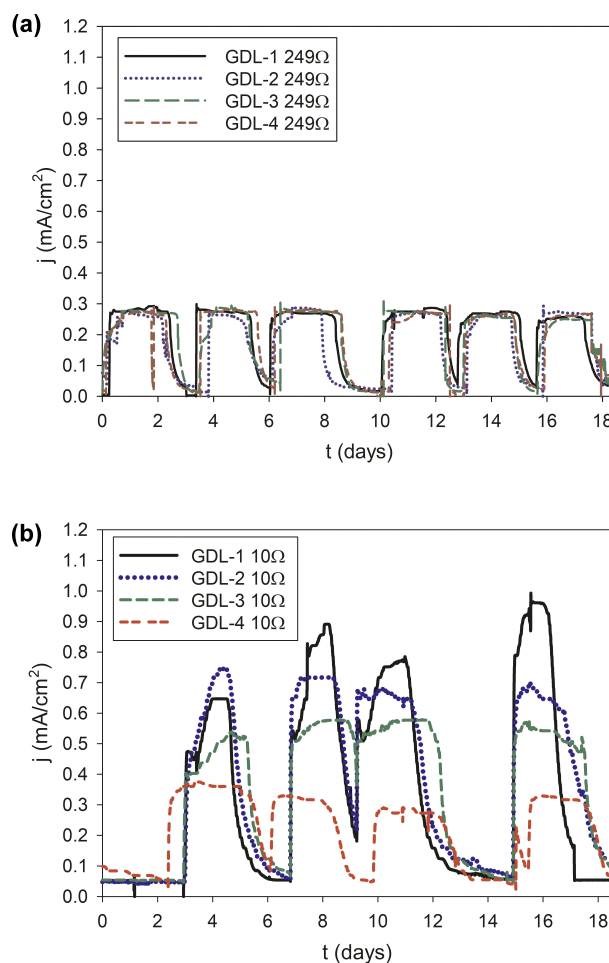 (a)
1.2
1.1
1.0
0.9
0.8
0.7
0.6
0.5
0.4
0.3
0.2
0.1
0.0
j (mA/cm²)
GDL-1 249Ω
GDL-2 249Ω
GDL-3 249Ω
GDL-4 249Ω
0 2 4 6 8 10 12 14 16 18
t (days)
(b)
1.2
1.1
1.0
0.9
0.8
0.7
0.6
0.5
0.4
0.3
0.2
0.1
0.0
j (mA/cm²)
GDL-1 10Ω
GDL-2 10Ω
GDL-3 10Ω
GDL-4 10Ω
0 2 4 6 8 10 12 14 16 18
t (days)